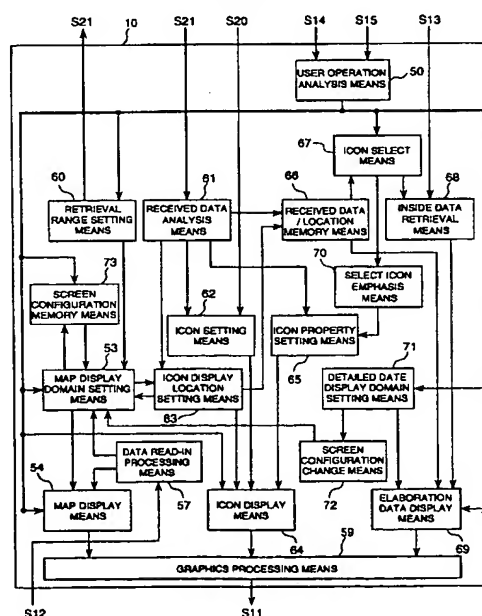 S21
S21
S20
S14
S15
S13
10
USER OPERATION
ANALYSIS MEANS
50
67
ICON SELECT
MEANS
60
61
66
68
RETRIEVAL
RANGE SETTING
MEANS
RECEIVED DATA
ANALYSIS MEANS
RECEIVED DATA
/ LOCATION
MEMORY MEANS
INSIDE DATA
RETRIEVAL
MEANS
73
70
SCREEN
CONFIGURATION
MEMORY MEANS
62
SELECT ICON
EMPHASIS
MEANS
53
ICON SETTING
MEANS
ICON PROPERTY
SETTING MEANS
71
65
MAP DISPLAY
DOMAIN SETTING
MEANS
ICON DISPLAY
LOCATION
SETTING MEANS
63
DETAILED DATE
DISPLAY DOMAIN
SETTING MEANS
54
DATA READ-IN
PROCESSING
MEANS
57
SCREEN
CONFIGURATION
CHANGE MEANS
72
MAP DISPLAY
MEANS
ICON DISPLAY
MEANS
64
ELABORATION
DATA DISPLAY
MEANS
69
59
GRAPHICS PROCESSING MEANS
S12
S11